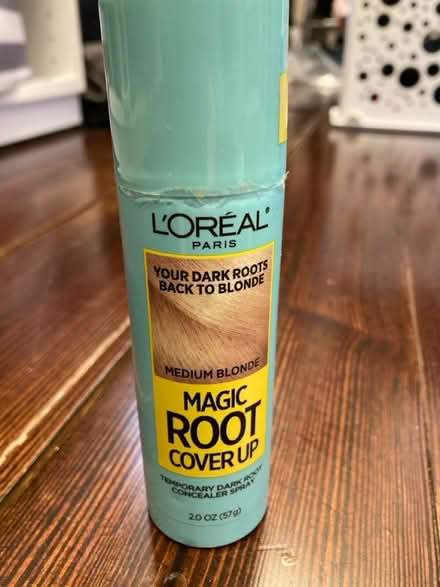 L'ORÉAL®
PARIS
YOUR DARK ROOTS
BACK TO BLONDE
MEDIUM BLONDE
MAGIC
ROOT
COVER UP
TEMPORARY DARK ROOT
CONCEALER SPRAY
2.0 OZ (57g)